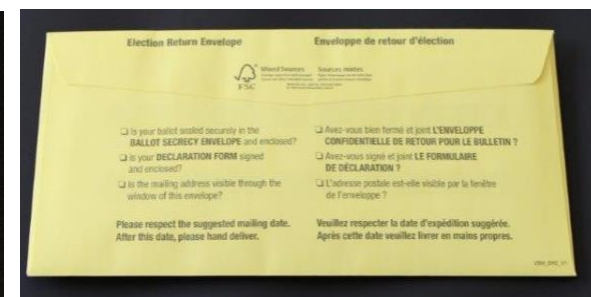 Election Return Envelope
Enveloppe de retour d'élection
FSC
Mixed Sources
Sources mixtes
❑ Is your ballot sealed securely in the
BALLOT SECRECY ENVELOPE and enclosed?
❑ Is your DECLARATION FORM signed
and enclosed?
❑ Is the mailing address visible through the
window of this envelope?
Please respect the suggested mailing date.
After this date, please hand deliver.
❑ Avez-vous bien fermé et joint L'ENVELOPPE
CONFIDENTIELLE DE RETOUR POUR LE BULLETIN ?
❑ Avez-vous signé et joint LE FORMULAIRE
DE DÉCLARATION ?
❑ L'adresse postale est-elle visible par la fenêtre
de l'enveloppe ?
Veuillez respecter la date d'expédition suggérée.
Après cette date veuillez livrer en mains propres.